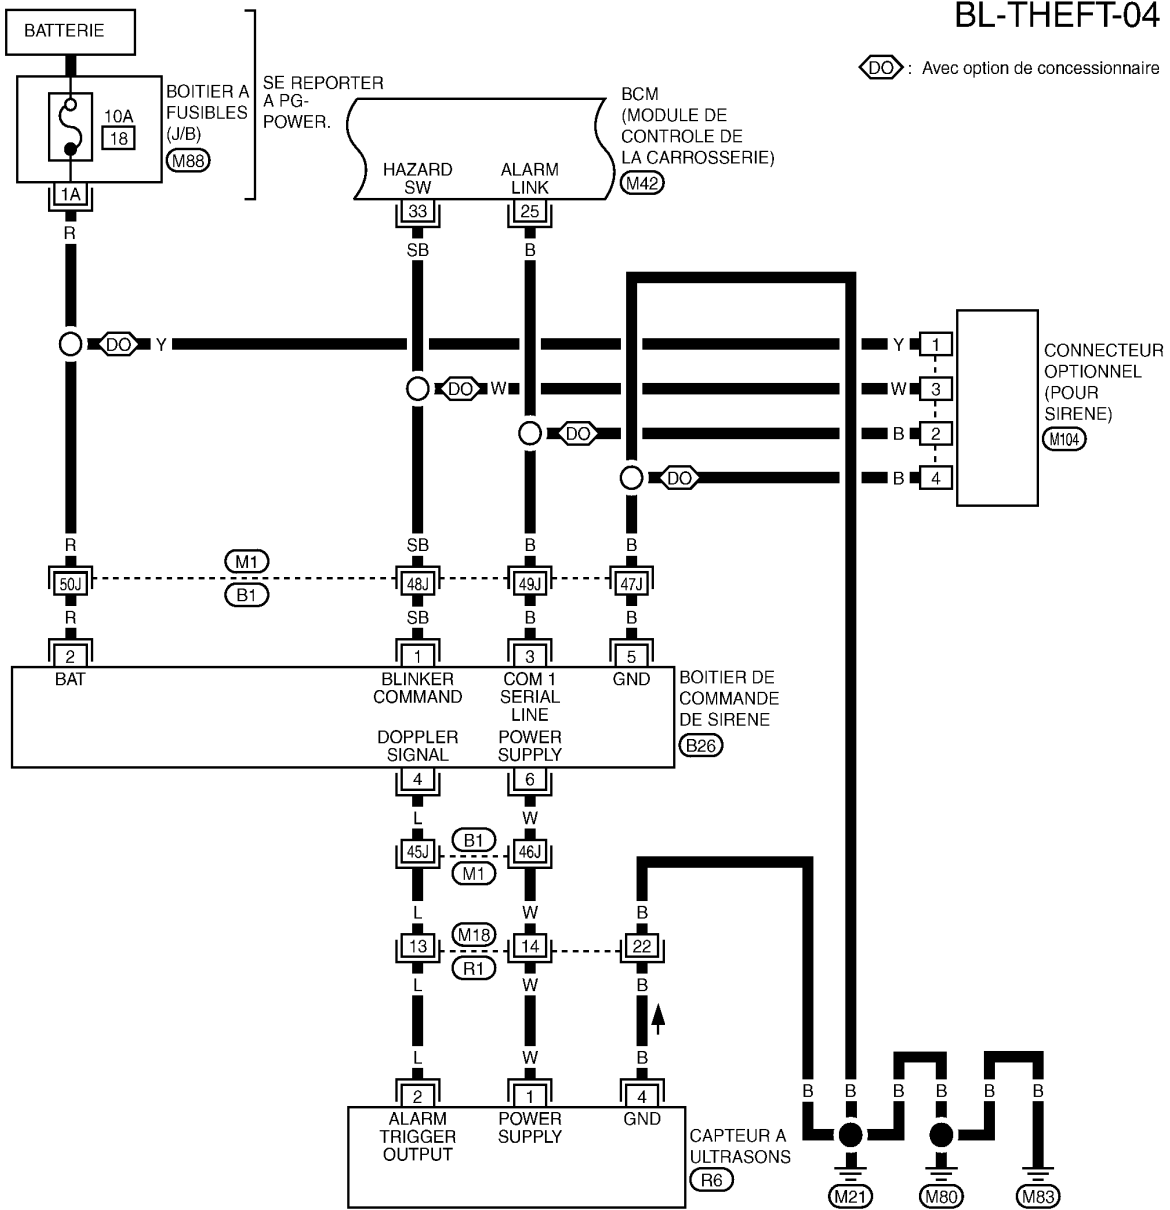 BL-THEFT-04
DO : Avec option de concessionnaire
BATTERIE
10A
18
BOITIER A
FUSIBLES
(J/B)
M88
SE REPORTER
A PG-
POWER.
1A
R
HAZARD
SW
ALARM
LINK
BCM
(MODULE DE
CONTROLE DE
LA CARROSSERIE)
M42
33
25
SB
B
DO Y
Y 1
DO W
W 3
DO
B 2
DO
B 4
CONNECTEUR
OPTIONNEL
(POUR
SIRENE)
M104
R
SB
B
B
M1
50J
48J
49J
47J
B1
R
SB
B
B
2
1
3
5
BAT
BLINKER
COMMAND
COM 1
SERIAL
LINE
GND
BOITIER DE
COMMANDE
DE SIRENE
B26
DOPPLER
SIGNAL
POWER
SUPPLY
4
6
L
W
B1
45J
46J
M1
L
W
B
M18
13
14
22
R1
L
W
B
L
W
B
2
1
4
ALARM
TRIGGER
OUTPUT
POWER
SUPPLY
GND
CAPTEUR A
ULTRASONS
R6
B
B
B
B
B
B
M21
M80
M83